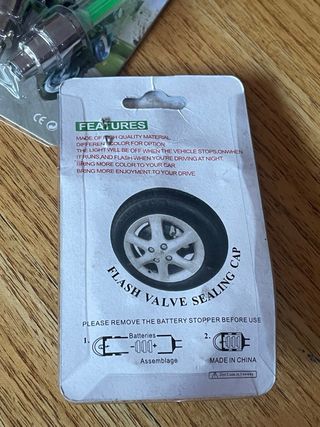 FEATURES
MADE OF HIGH QUALITY MATERIAL
DIFFERENT COLOR FOR OPTION
THE LIGHT WILL BE OFF WHEN THE VEHICLE STOPS,ONWHEN
IT RUNS,AND FLASH WHEN YOU'RE DRIVING AT NIGHT.
BRING MORE COLOR TO YOUR CAR
BRING MORE ENJOYMENT TO YOUR DRIVE
FLASH VALVE SEALING CAP
PLEASE REMOVE THE BATTERY STOPPER BEFORE USE
1. Batteries
Assemblage
2.
MADE IN CHINA